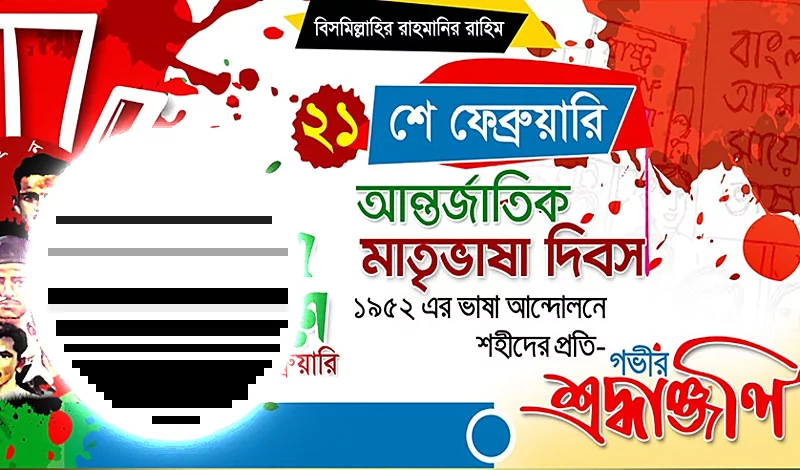 বিসমিল্লাহির রাহমানির রাহিম
২১ শে ফেব্রুয়ারি
আন্তর্জাতিক
মাতৃভাষা দিবস
১৯৫২ এর ভাষা আন্দোলনে
শহীদের প্রতি-
গভীর
শ্রদ্ধাঞ্জলি